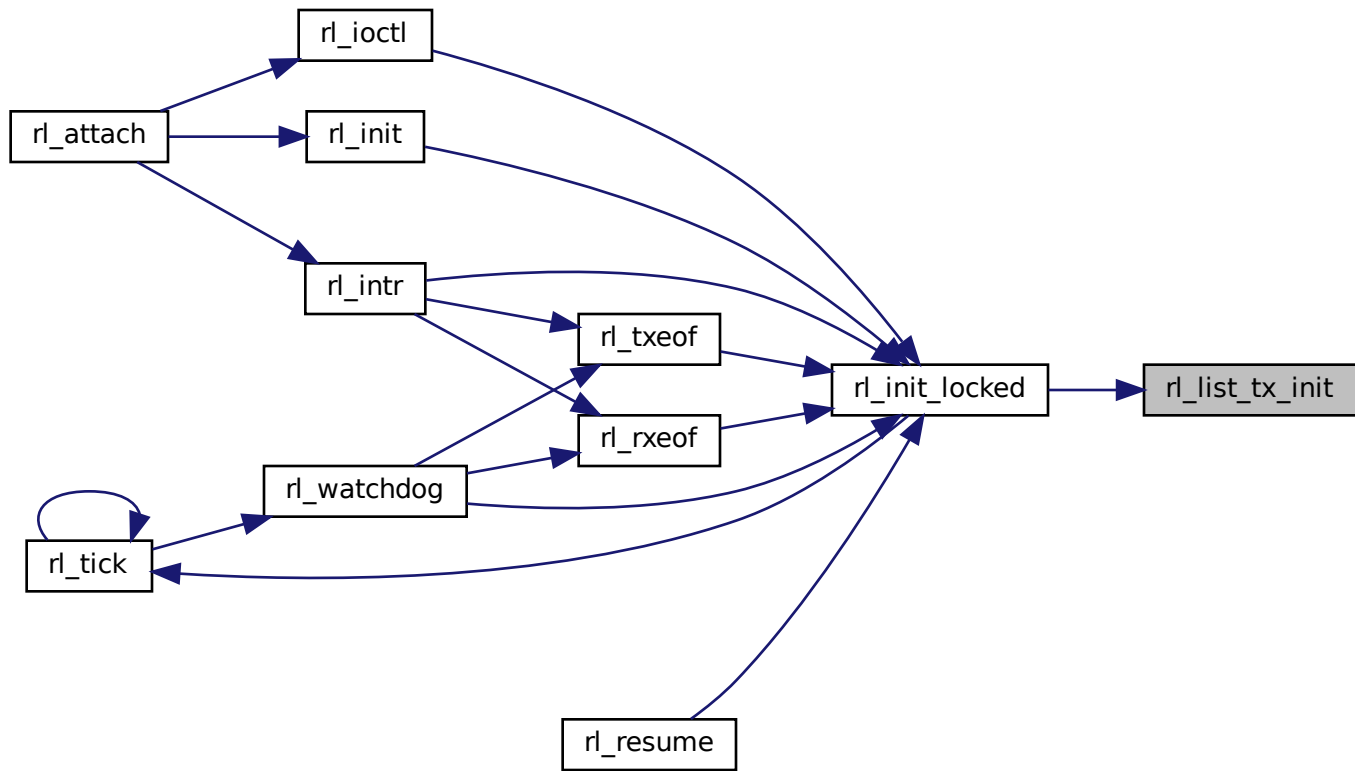 rl_ioctl
rl_attach
rl_init
rl_intr
rl_txeof
rl_init_locked
rl_list_tx_init
rl_rxeof
rl_watchdog
rl_tick
rl_resume